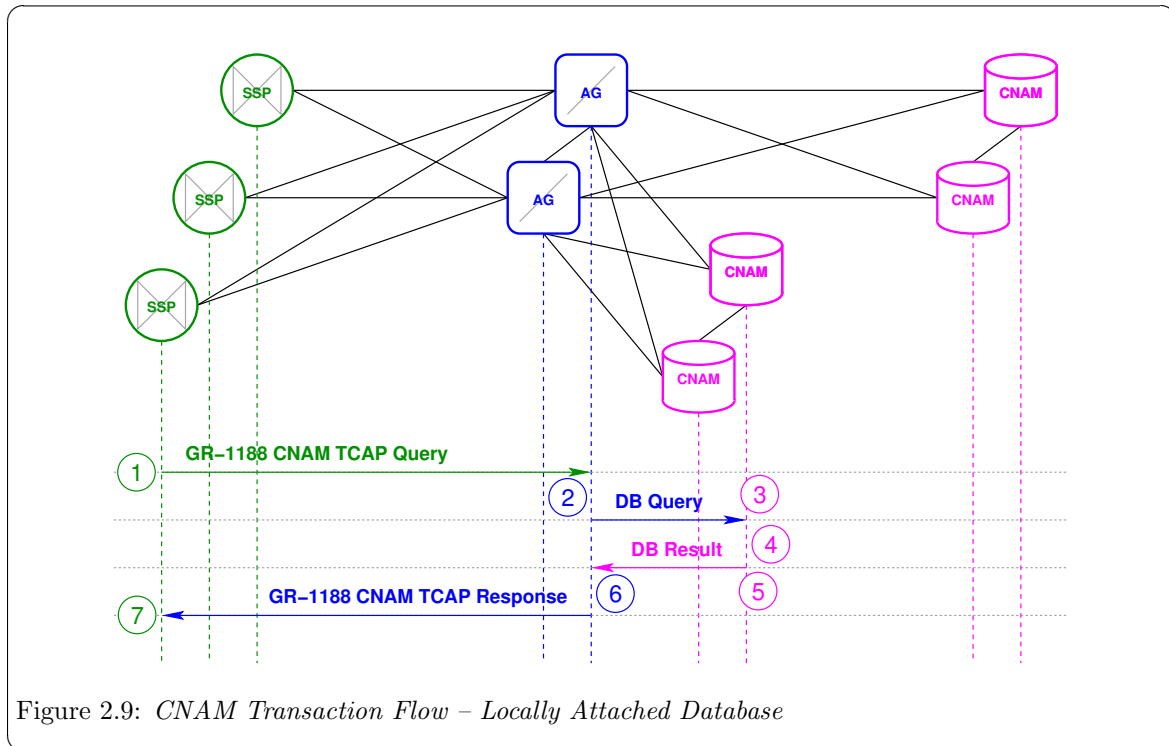 SSP
AG
CNAM
SSP
AG
CNAM
CNAM
SSP
CNAM
GR−1188 CNAM TCAP Query
1
2
3
DB Query
DB Result
4
5
6
GR−1188 CNAM TCAP Response
7
Figure 2.9: CNAM Transaction Flow – Locally Attached Database